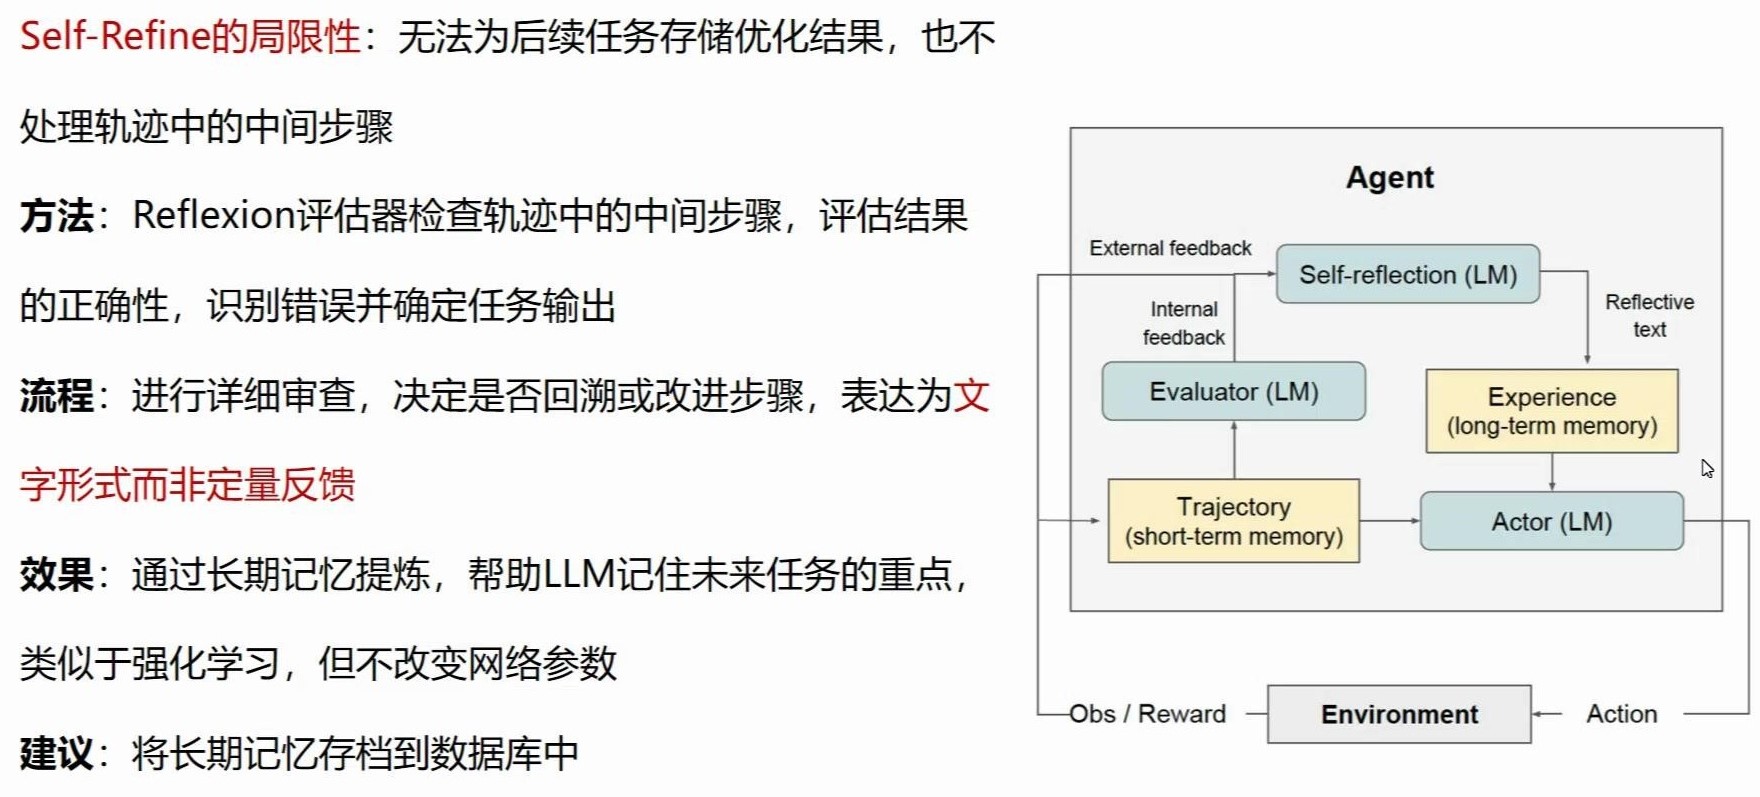 Self-Refine的局限性：无法为后续任务存储优化结果，也不
处理轨迹中的中间步骤
方法：Reflexion评估器检查轨迹中的中间步骤，评估结果
的正确性，识别错误并确定任务输出
流程：进行详细审查，决定是否回溯或改进步骤，表达为文
字形式而非定量反馈
效果：通过长期记忆提炼，帮助LLM记住未来任务的重点，
类似于强化学习，但不改变网络参数
建议：将长期记忆存档到数据库中
Agent
External feedback
Self-reflection (LM)
Internal
feedback
Reflective
text
Evaluator (LM)
Experience
(long-term memory)
Trajectory
(short-term memory)
Actor (LM)
Obs / Reward
Environment
Action